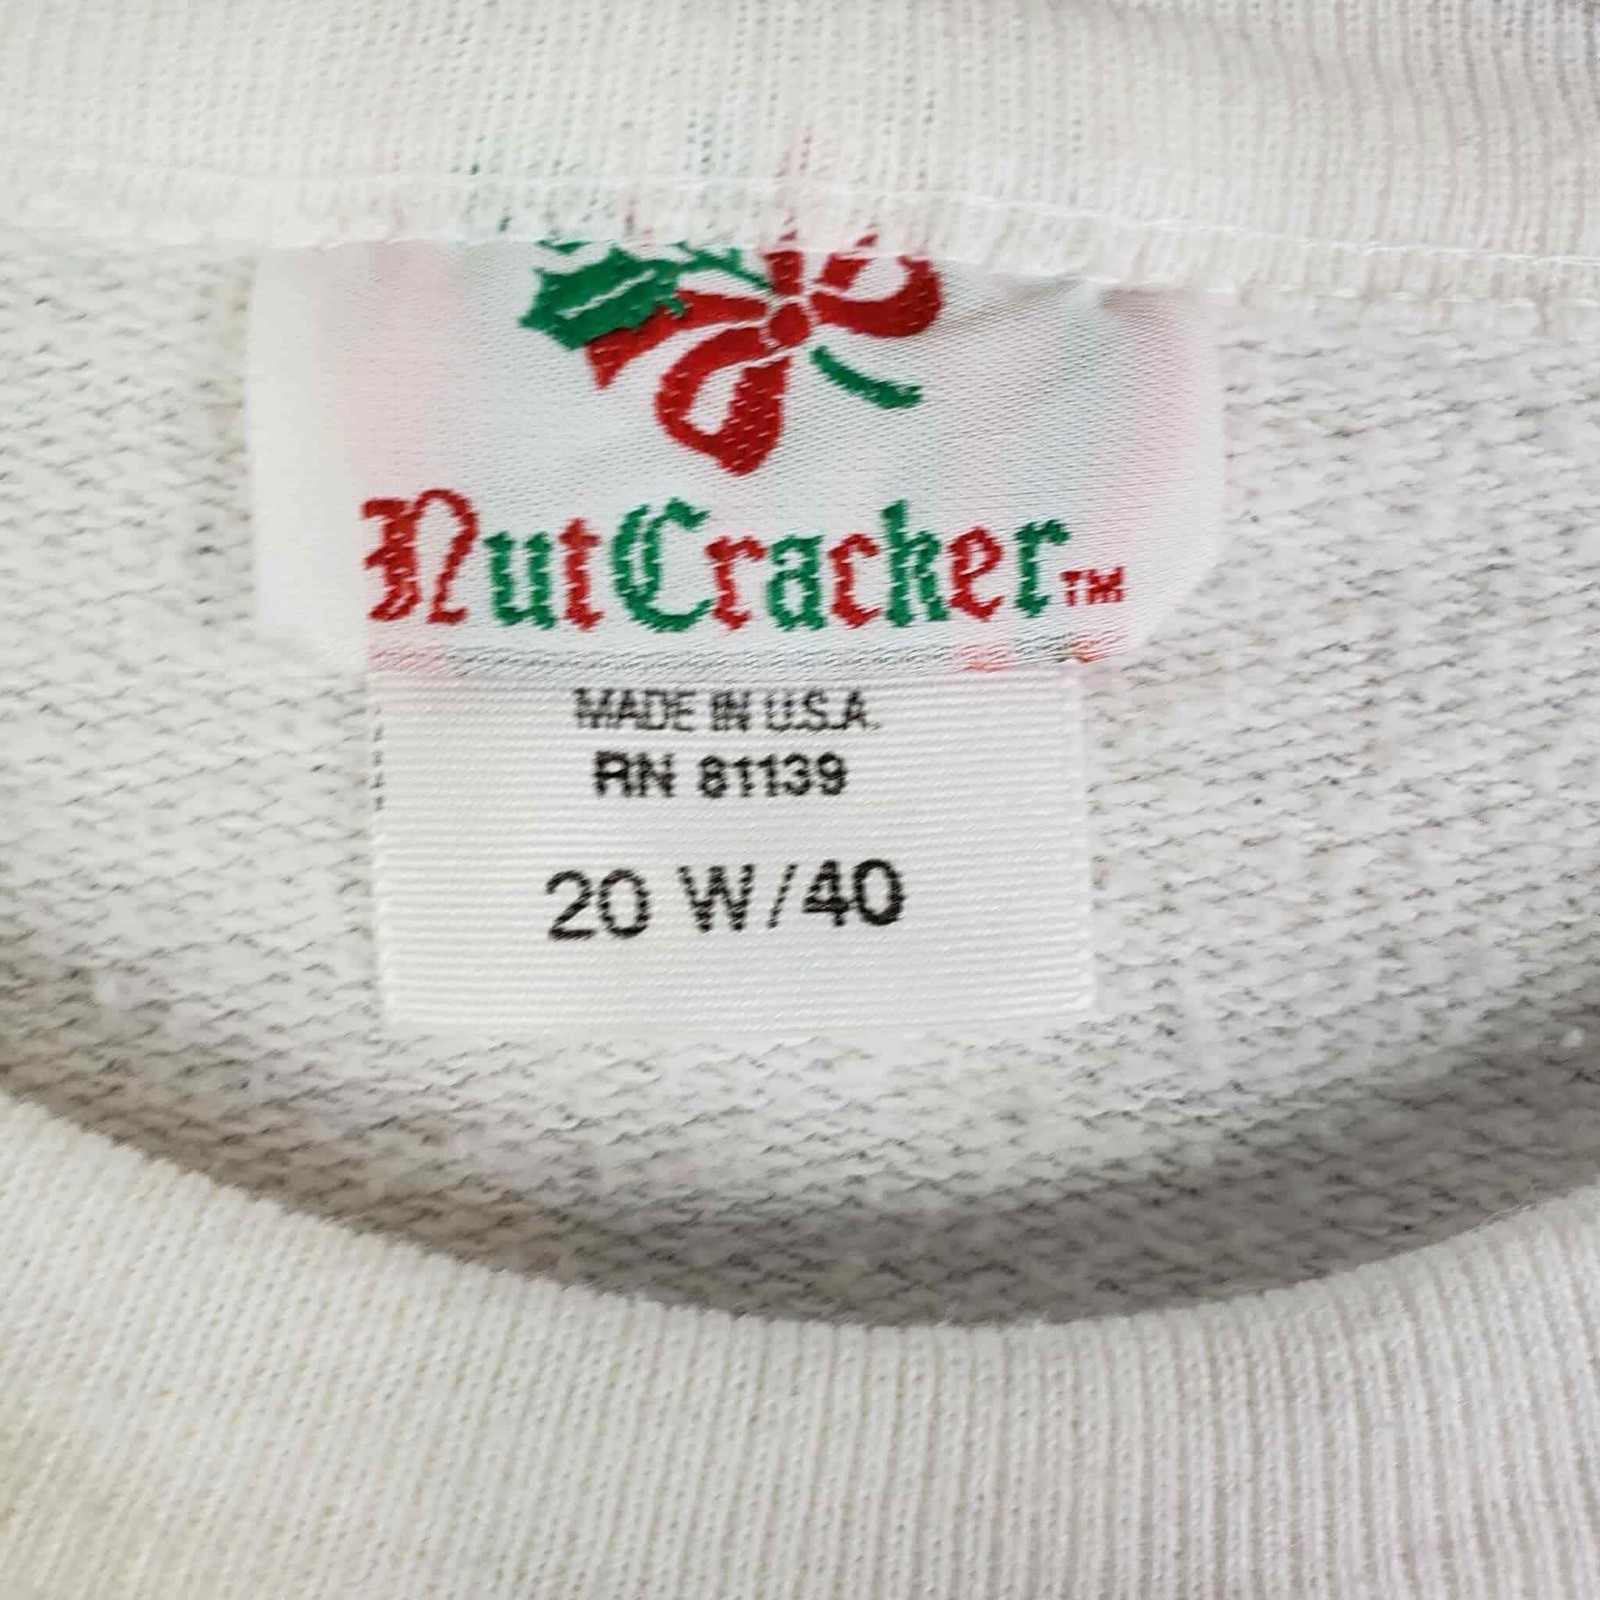 NutCracker™
MADE IN U.S.A.
RN 81139
20 W/40